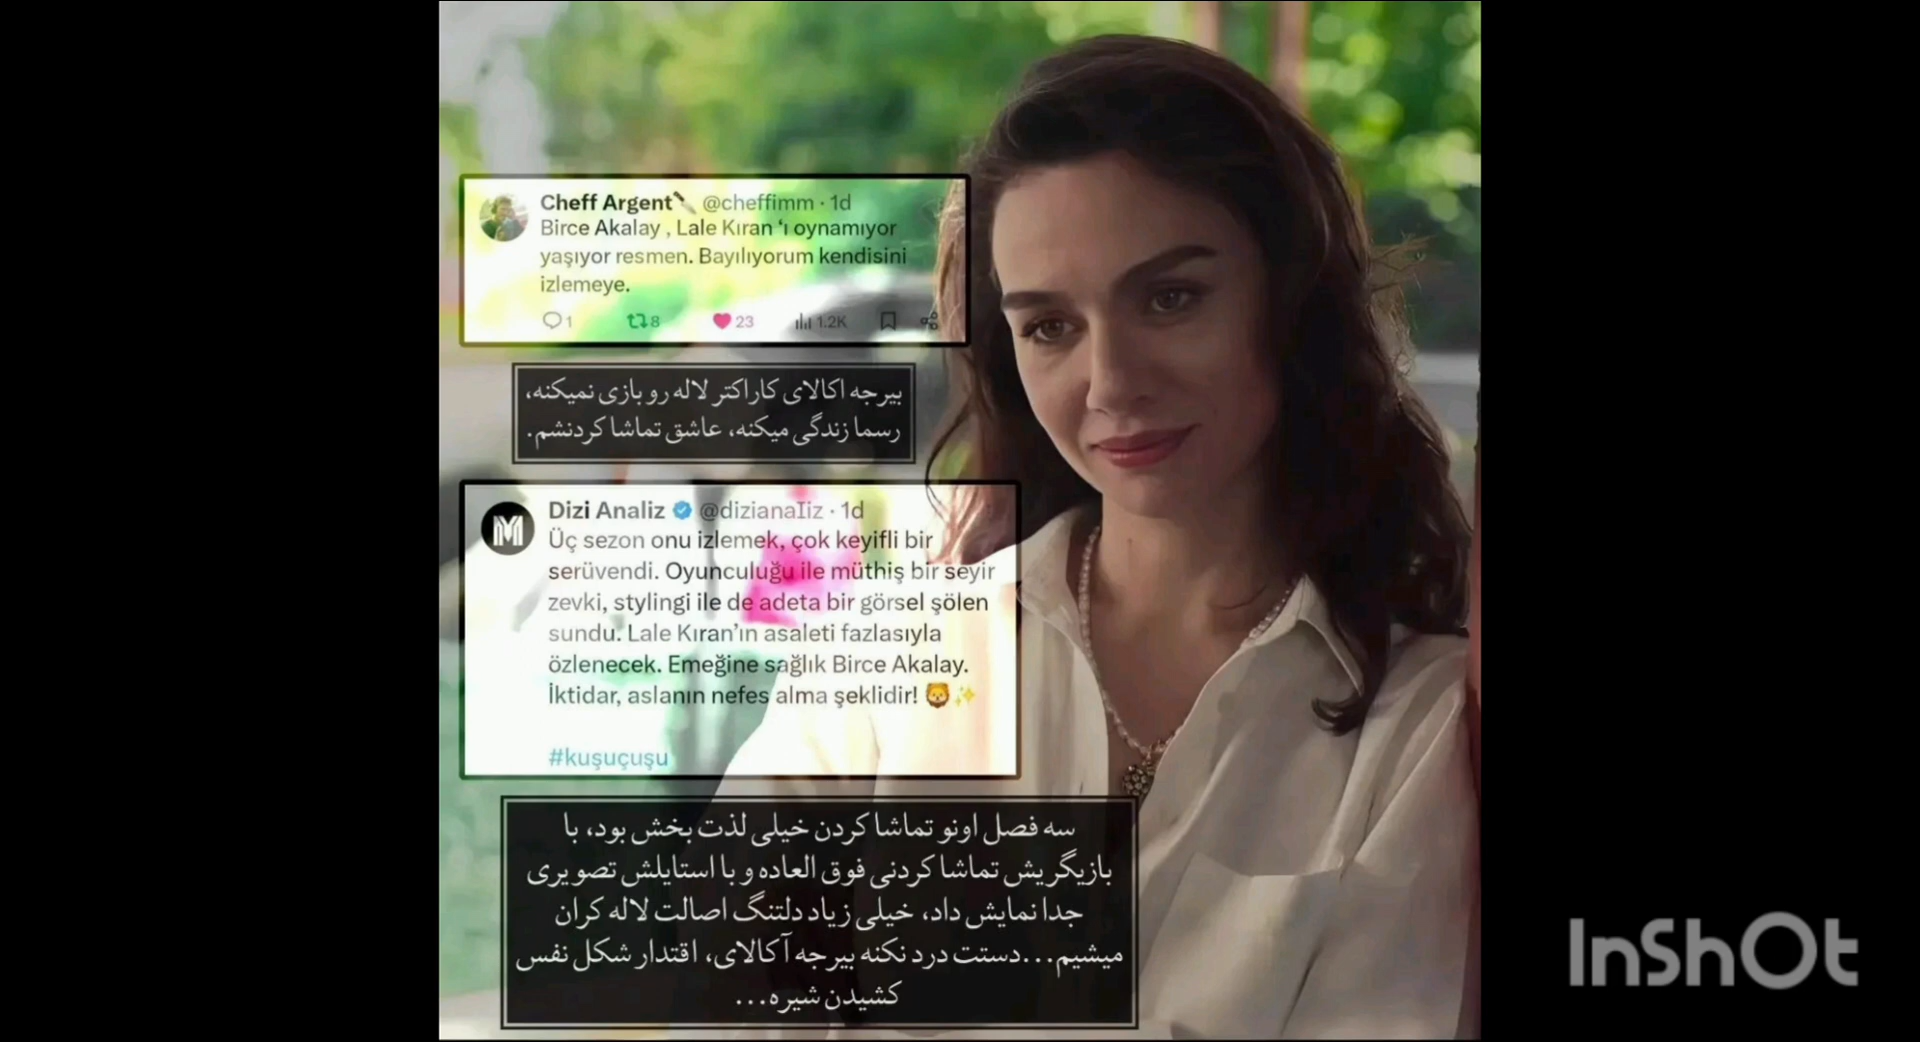 Cheff Argent🔪 @cheffimm · 1d
Birce Akalay , Lale Kıran ‘ı oynamıyor
yaşıyor resmen. Bayılıyorum kendisini
izlemeye.
1 8 23 1.2K
بیرجه اکالای کاراکتر لاله رو بازی نمیکنه،
رسما زندگی میکنه، عاشق تماشا کردنشم.
Dizi Analiz @dizianaIiz · 1d
Üç sezon onu izlemek, çok keyifli bir
serüvendi. Oyunculuğu ile müthiş bir seyir
zevki, stylingi ile de adeta bir görsel şölen
sundu. Lale Kıran’ın asaleti fazlasıyla
özlenecek. Emeğine sağlık Birce Akalay.
İktidar, aslanın nefes alma şeklidir! 🦁✨
#kuşuçuşu
سه فصل اونو تماشا کردن خیلی لذت بخش بود، با
بازیگریش تماشا کردنی فوق العاده و با استایلش تصویری
جدا نمایش داد، خیلی زیاد دلتنگ اصالت لاله کران
میشیم...دستت درد نکنه بیرجه آکالای، اقتدار شکل نفس
کشیدن شیره...
InShOt